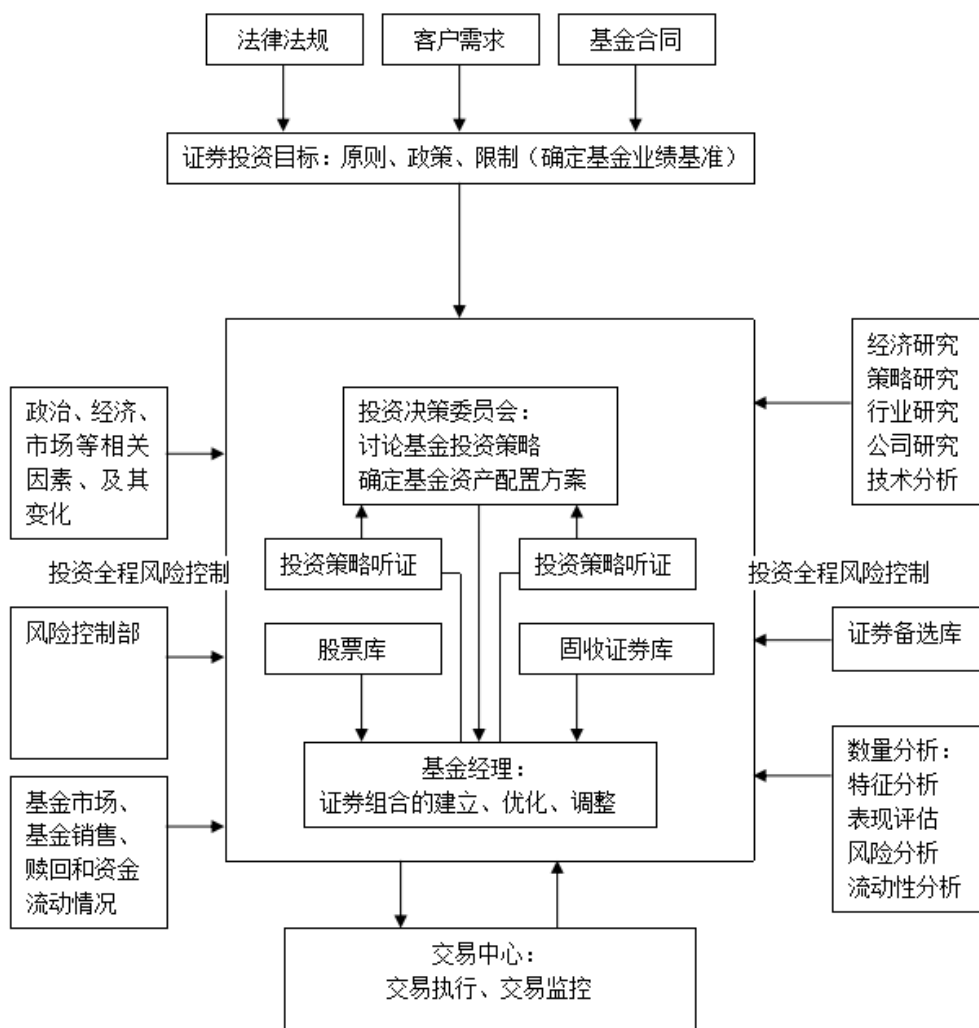 法律法规
客户需求
基金合同
证券投资目标：原则、政策、限制（确定基金业绩基准）
政治、经济、
市场等相关
因素、及其
变化
投资决策委员会：
讨论基金投资策略
确定基金资产配置方案
经济研究
策略研究
行业研究
公司研究
技术分析
投资策略听证
投资策略听证
投资全程风险控制
投资全程风险控制
风险控制部
股票库
固收证券库
证券备选库
基金经理：
证券组合的建立、优化、调整
数量分析：
特征分析
表现评估
风险分析
流动性分析
基金市场、
基金销售、
赎回和资金
流动情况
交易中心：
交易执行、交易监控